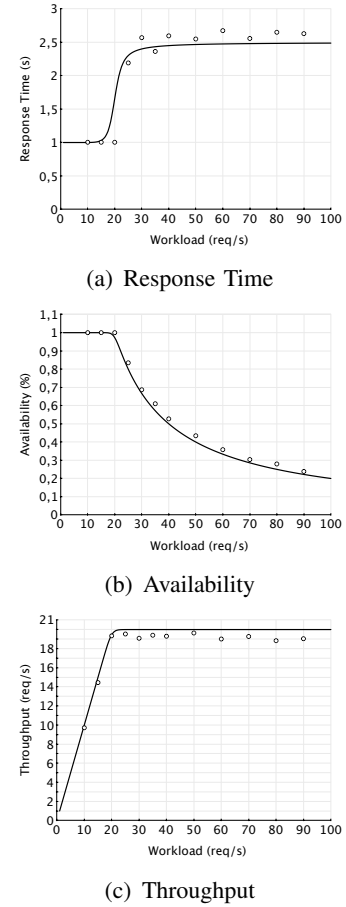 3
2,5
2
1,5
1
0,5
0
0 10 20 30 40 50 60 70 80 90 100
Response Time (s)
Workload (req/s)
(a) Response Time
1,1
1
0,9
0,8
0,7
0,6
0,5
0,4
0,3
0,2
0,1
0
0 10 20 30 40 50 60 70 80 90 100
Availability (%)
Workload (req/s)
(b) Availability
21
18
16
14
12
10
8
6
4
2
0
0 10 20 30 40 50 60 70 80 90 100
Throughput (req/s)
Workload (req/s)
(c) Throughput